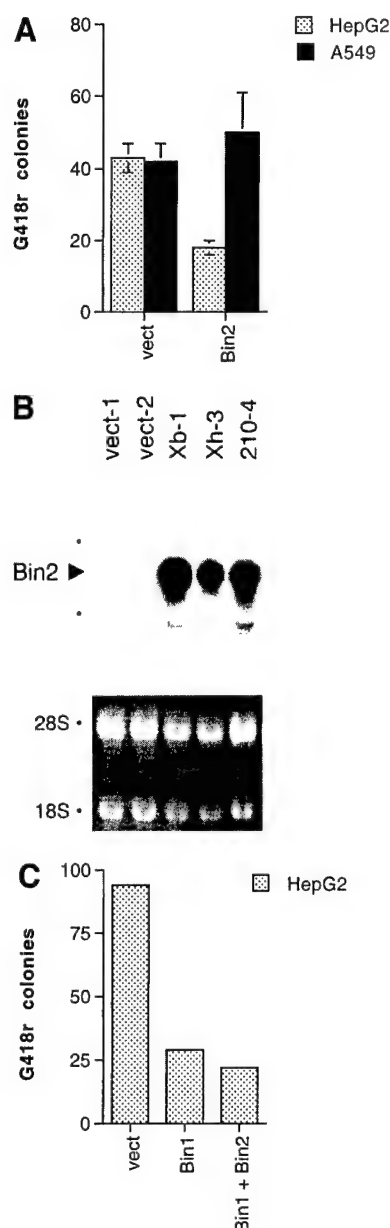 A
HepG2
A549
G418r colonies
80
60
40
20
0
vect
Bin2
B
vect-1
vect-2
Xb-1
Xh-3
210-4
Bin2
28S
18S
C
HepG2
G418r colonies
100
75
50
25
0
vect
Bin1
Bin1 + Bin2